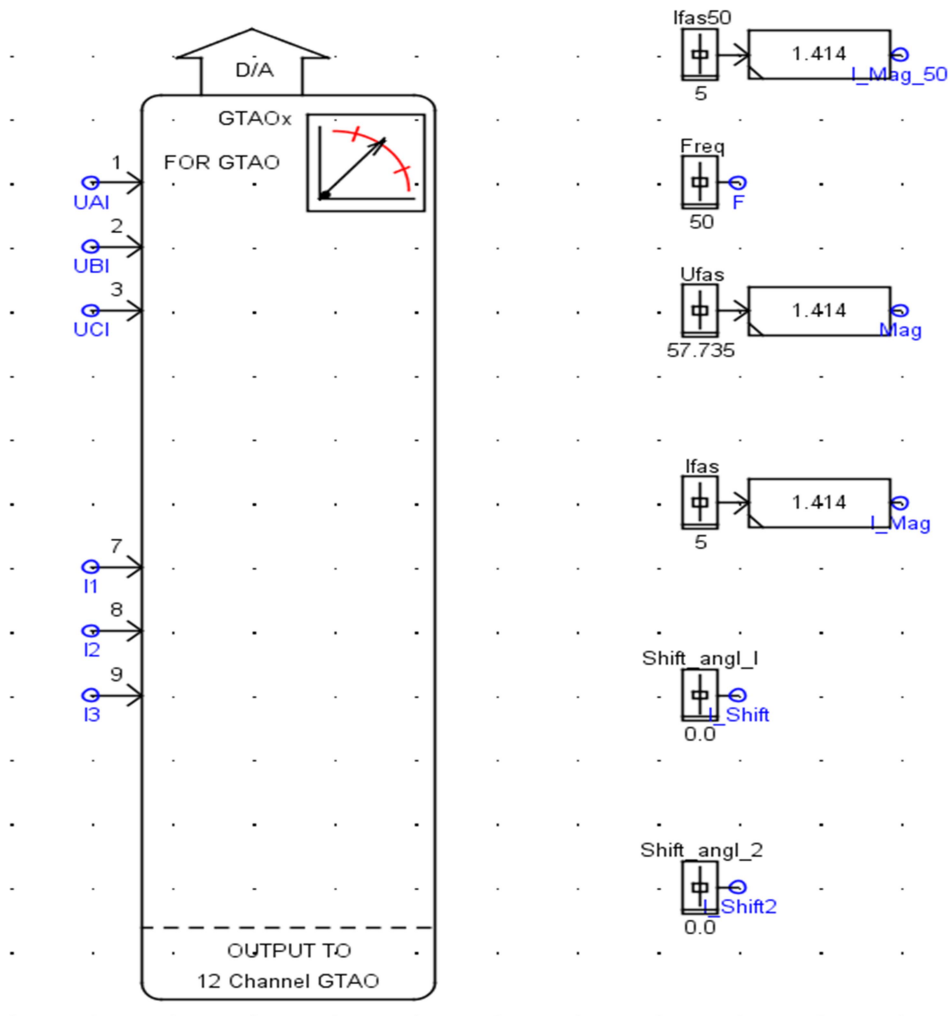 D/A
GTAOx
FOR GTAO
1
UAI
2
UBI
3
UCI
7
I1
8
I2
9
I3
OUTPUT TO
12 Channel GTAO
Ifas50
1.414
I_Mag_50
5
Freq
F
50
Ufas
1.414
Mag
57.735
Ifas
1.414
I_Mag
5
Shift_angl_I
I_Shift
0.0
Shift_angl_2
I_Shift2
0.0